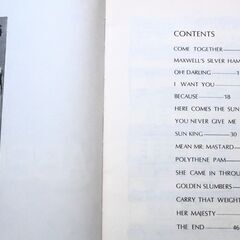 CONTENTS
COME TOGETHER
MAXWELL'S SILVER HAM
OH! DARLING
I WANT YOU
BECAUSE 18
HERE COMES THE SUN
YOU NEVER GIVE ME
SUN KING 30
MEAN MR. MUSTARD
POLYTHENE PAM
SHE CAME IN THROUG
GOLDEN SLUMBERS
CARRY THAT WEIGHT
HER MAJESTY
THE END 46